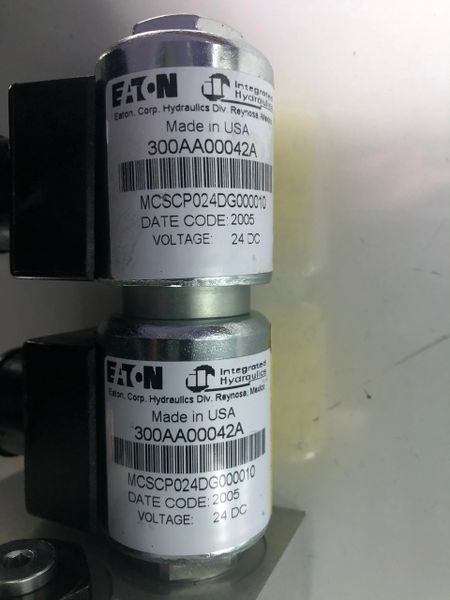 EATON Integrated Hydraulics
Eaton, Corp. Hydraulics Div. Reynosa, Mexico
Made in USA
300AA00042A
MCSCP024DG000010
DATE CODE: 2005
VOLTAGE: 24 DC
EATON Integrated Hydraulics
Eaton, Corp. Hydraulics Div. Reynosa, Mexico
Made in USA
300AA00042A
MCSCP024DG000010
DATE CODE: 2005
VOLTAGE: 24 DC